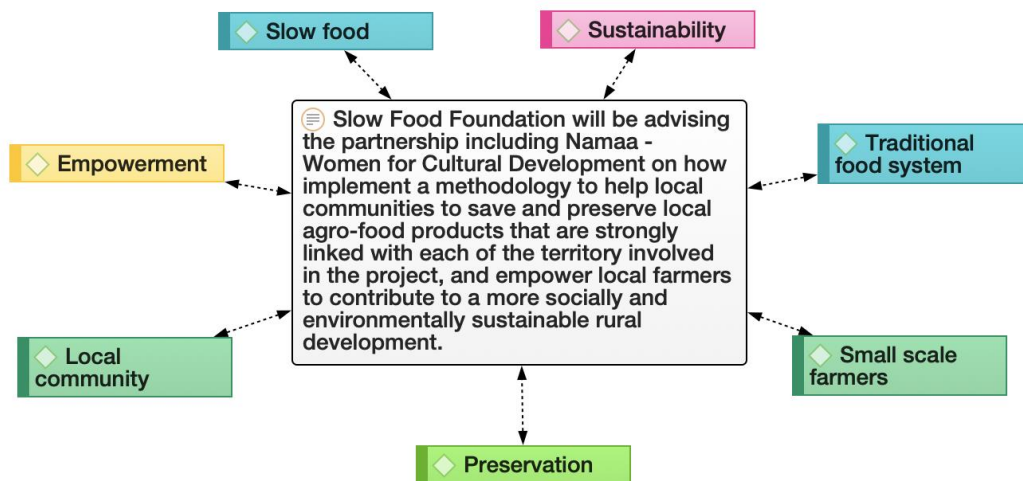 Slow food
Sustainability
Empowerment
Slow Food Foundation will be advising
the partnership including Namaa -
Women for Cultural Development on how
implement a methodology to help local
communities to save and preserve local
agro-food products that are strongly
linked with each of the territory involved
in the project, and empower local farmers
to contribute to a more socially and
environmentally sustainable rural
development.
Traditional
food system
Local
community
Small scale
farmers
Preservation